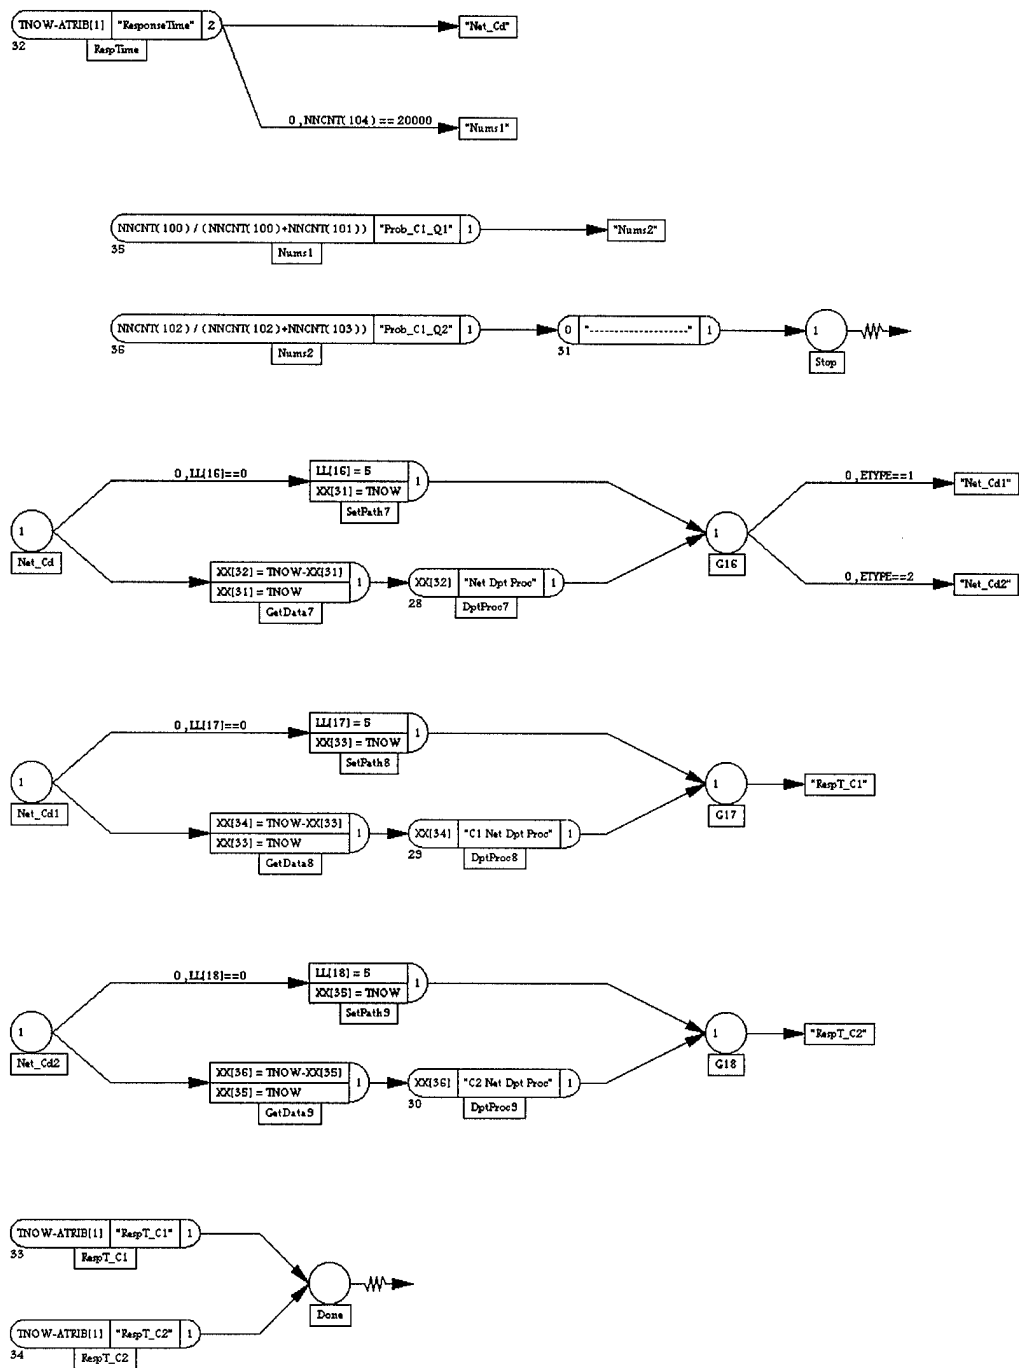 TNOW-ATRIB[1] "ResponseTime" 2 "Net_Cd"
32 RespTime
0,NNCNT(104)==20000 "Nums1"
NNCNT(100)/(NNCNT(100)+NNCNT(101)) "Prob_C1_Q1" 1 "Nums2"
35 Nums1
NNCNT(102)/(NNCNT(102)+NNCNT(103)) "Prob_C1_Q2" 1 0 "--------------------" 1 1
36 Nums2 31 Stop
0,LL[16]==0 LL[16] = 5 1 0,ETYPE==1 "Net_Cd1"
XX[31] = TNOW
SetPath7
1 1
Net_Cd G16
XX[32] = TNOW-XX[31] 1 XX[32] "Net Dpt Proc" 1 0,ETYPE==2 "Net_Cd2"
XX[31] = TNOW
GetData7 28 DptProc7
0,LL[17]==0 LL[17] = 5 1
XX[33] = TNOW
SetPath8
1 1 "RespT_C1"
Net_Cd1 G17
XX[34] = TNOW-XX[33] 1 XX[34] "C1 Net Dpt Proc" 1
XX[33] = TNOW
GetData8 29 DptProc8
0,LL[18]==0 LL[18] = 5 1
XX[35] = TNOW
SetPath9
1 1 "RespT_C2"
Net_Cd2 G18
XX[36] = TNOW-XX[35] 1 XX[36] "C2 Net Dpt Proc" 1
XX[35] = TNOW
GetData9 30 DptProc9
TNOW-ATRIB[1] "RespT_C1" 1
33 RespT_C1
Done
TNOW-ATRIB[1] "RespT_C2" 1
34 RespT_C2